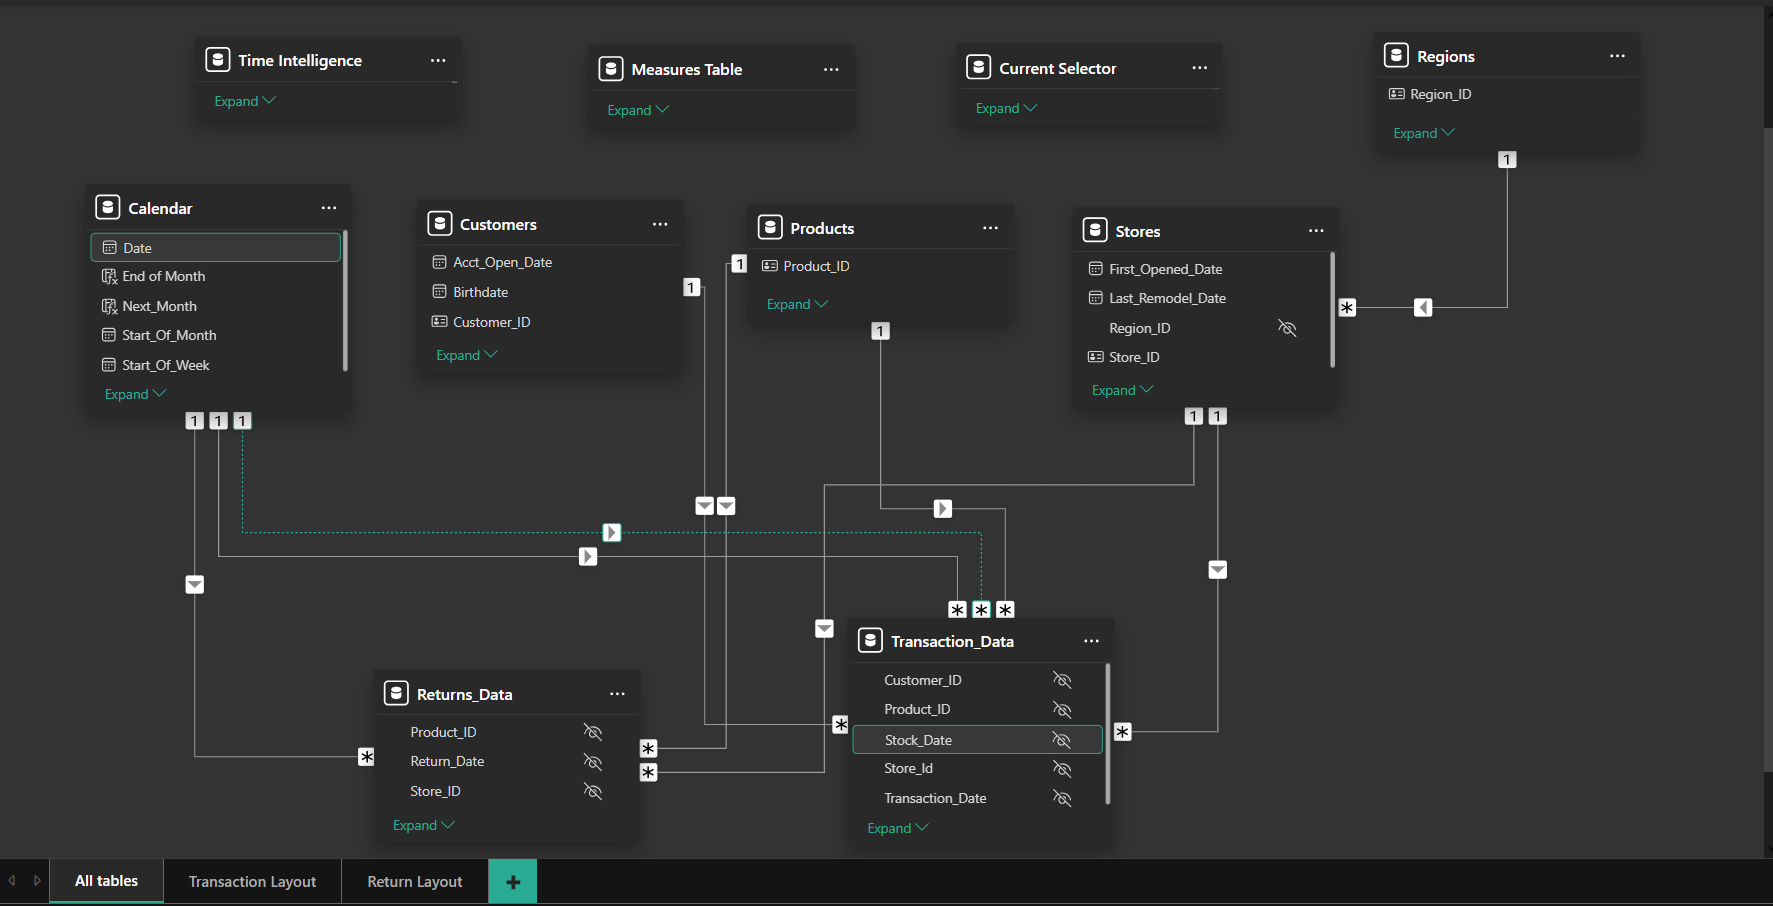 Time Intelligence
Expand
Measures Table
Expand
Current Selector
Expand
Regions
Region_ID
Expand
1
Calendar
Date
End of Month
Next_Month
Start_Of_Month
Start_Of_Week
Expand
1 1 1
Customers
Acct_Open_Date
Birthdate
Customer_ID
Expand
1
1
Products
Product_ID
Expand
1
Stores
First_Opened_Date
Last_Remodel_Date
Region_ID
Store_ID
Expand
*
1 1
Returns_Data
Product_ID
Return_Date
Store_ID
Expand
*
*
*
* * *
Transaction_Data
Customer_ID
Product_ID
Stock_Date
Store_Id
Transaction_Date
Expand
*
*
All tables
Transaction Layout
Return Layout
+